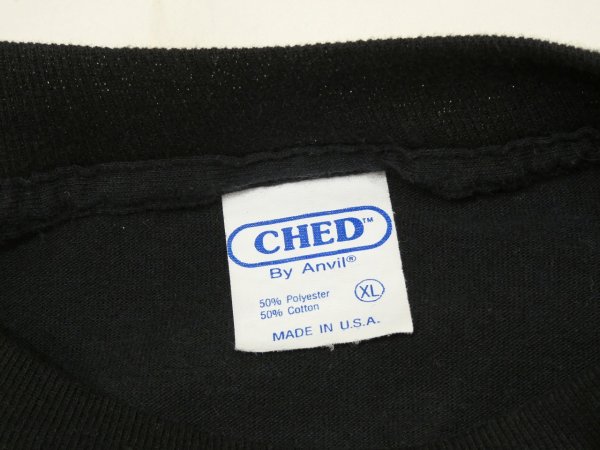 CHED™
By Anvil®
50% Polyester
50% Cotton
XL
MADE IN U.S.A.